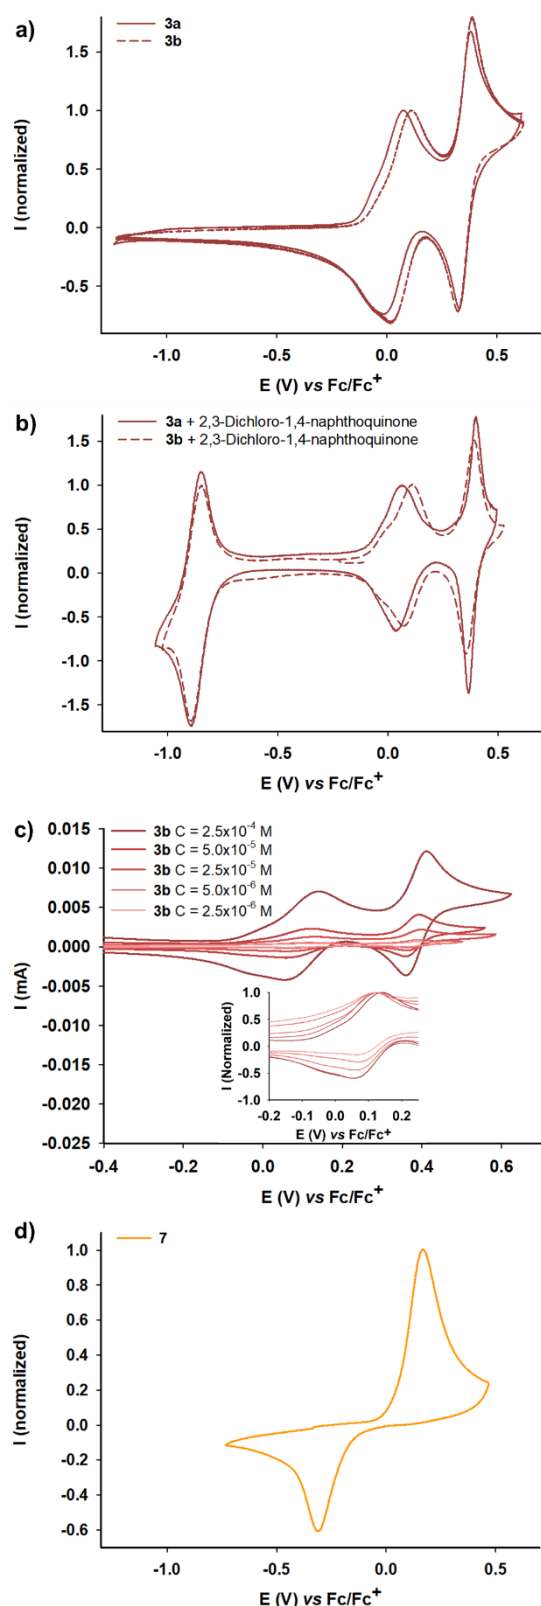 a)
3a
3b
I (normalized)
1.5
1.0
0.5
0.0
-0.5
-1.0 -0.5 0.0 0.5
E (V) vs Fc/Fc+
b)
3a + 2,3-Dichloro-1,4-naphthoquinone
3b + 2,3-Dichloro-1,4-naphthoquinone
I (normalized)
1.5
1.0
0.5
0.0
-0.5
-1.0
-1.5
-1.0 -0.5 0.0 0.5
E (V) vs Fc/Fc+
c)
3b C = 2.5x10⁻⁴ M
3b C = 5.0x10⁻⁵ M
3b C = 2.5x10⁻⁵ M
3b C = 5.0x10⁻⁶ M
3b C = 2.5x10⁻⁶ M
I (mA)
0.015
0.010
0.005
0.000
-0.005
-0.010
-0.015
-0.020
-0.025
I (Normalized)
1.0
0.5
0.0
-0.5
-1.0
-0.2 -0.1 0.0 0.1 0.2
E (V) vs Fc/Fc+
-0.4 0.0 0.2 0.4 0.6
E (V) vs Fc/Fc+
d)
7
I (normalized)
1.0
0.8
0.6
0.4
0.2
0.0
-0.2
-0.4
-0.6
-1.0 -0.5 0.0 0.5
E (V) vs Fc/Fc+